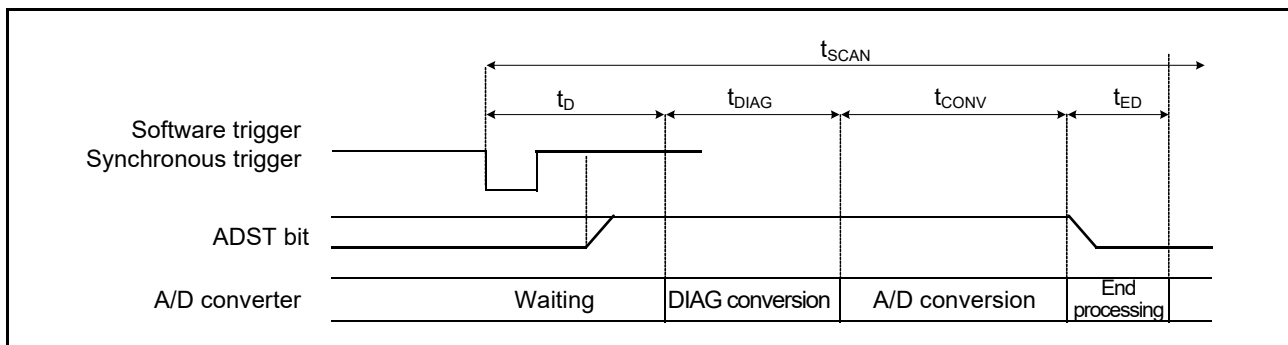 tSCAN
tD tDIAG tCONV tED
Software trigger
Synchronous trigger
ADST bit
A/D converter Waiting DIAG conversion A/D conversion End
processing